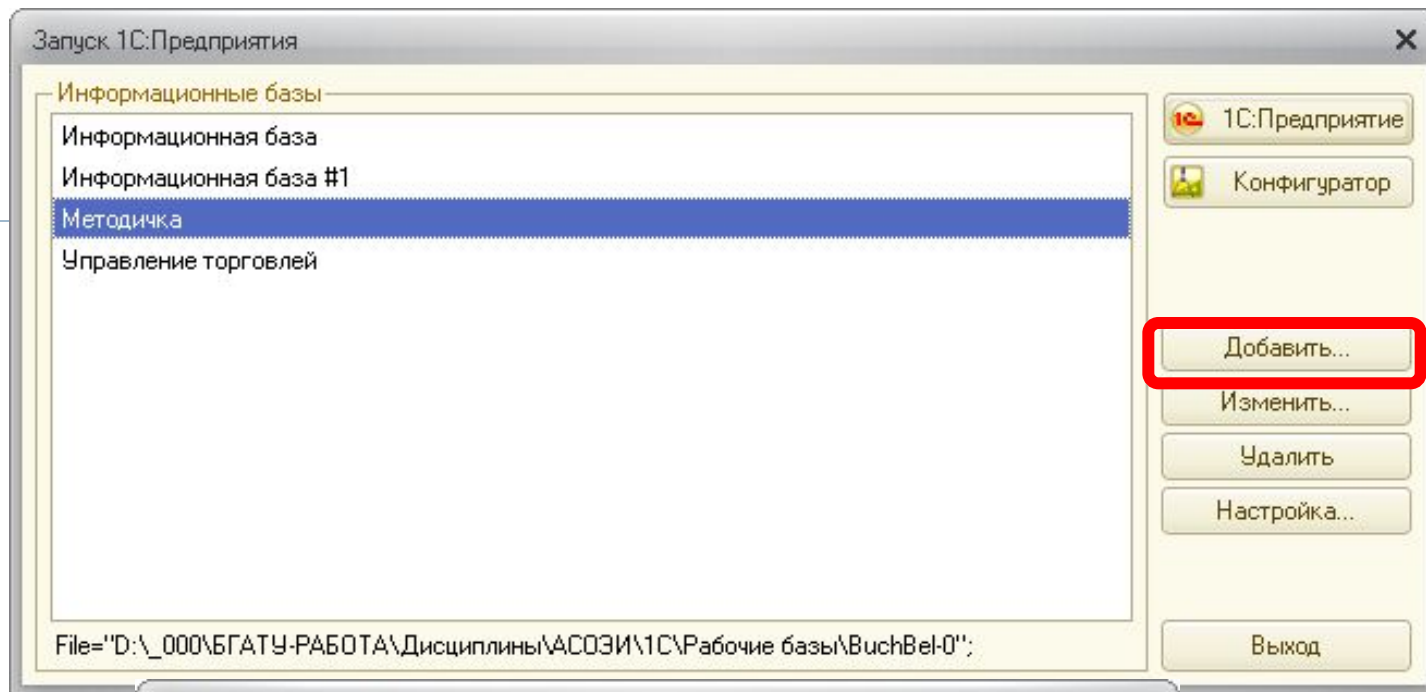 Запуск 1С:Предприятия
Информационные базы
Информационная база
Информационная база #1
Методичка
Управление торговлей
File="D:\_000\БГАТУ-РАБОТА\Дисциплины\АСОЭИ\1С\Рабочие базы\BuchBel-0";
1С:Предприятие
Конфигуратор
Добавить...
Изменить...
Удалить
Настройка...
Выход